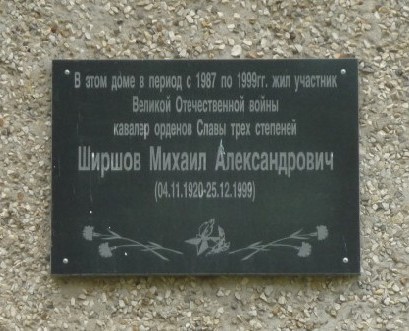 В этом доме в период с 1987 по 1999гг. жил участник
Великой Отечественной войны
кавалер орденов Славы трех степеней
Ширшов Михаил Александрович
(04.11.1920-25.12.1999)